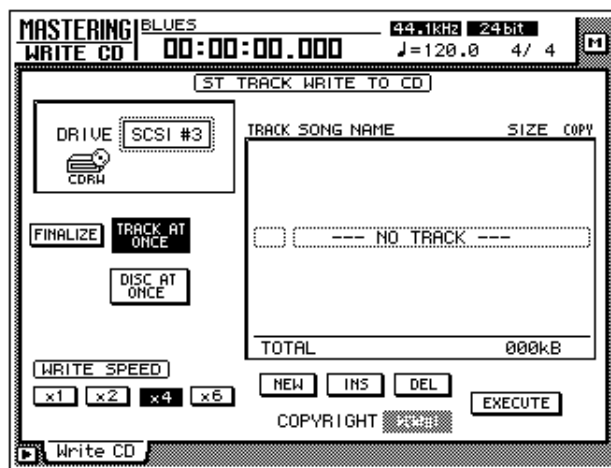 MASTERING BLUES 44.1kHz 24bit
WRITE CD 00:00:00.000 ♩=120.0 4/ 4 M
ST TRACK WRITE TO CD
DRIVE SCSI #3
CDRW
TRACK SONG NAME SIZE COPY
FINALIZE TRACK AT ONCE
--- NO TRACK ---
DISC AT ONCE
TOTAL 000kB
WRITE SPEED
x1 x2 x4 x6
NEW INS DEL
EXECUTE
COPYRIGHT
Write CD